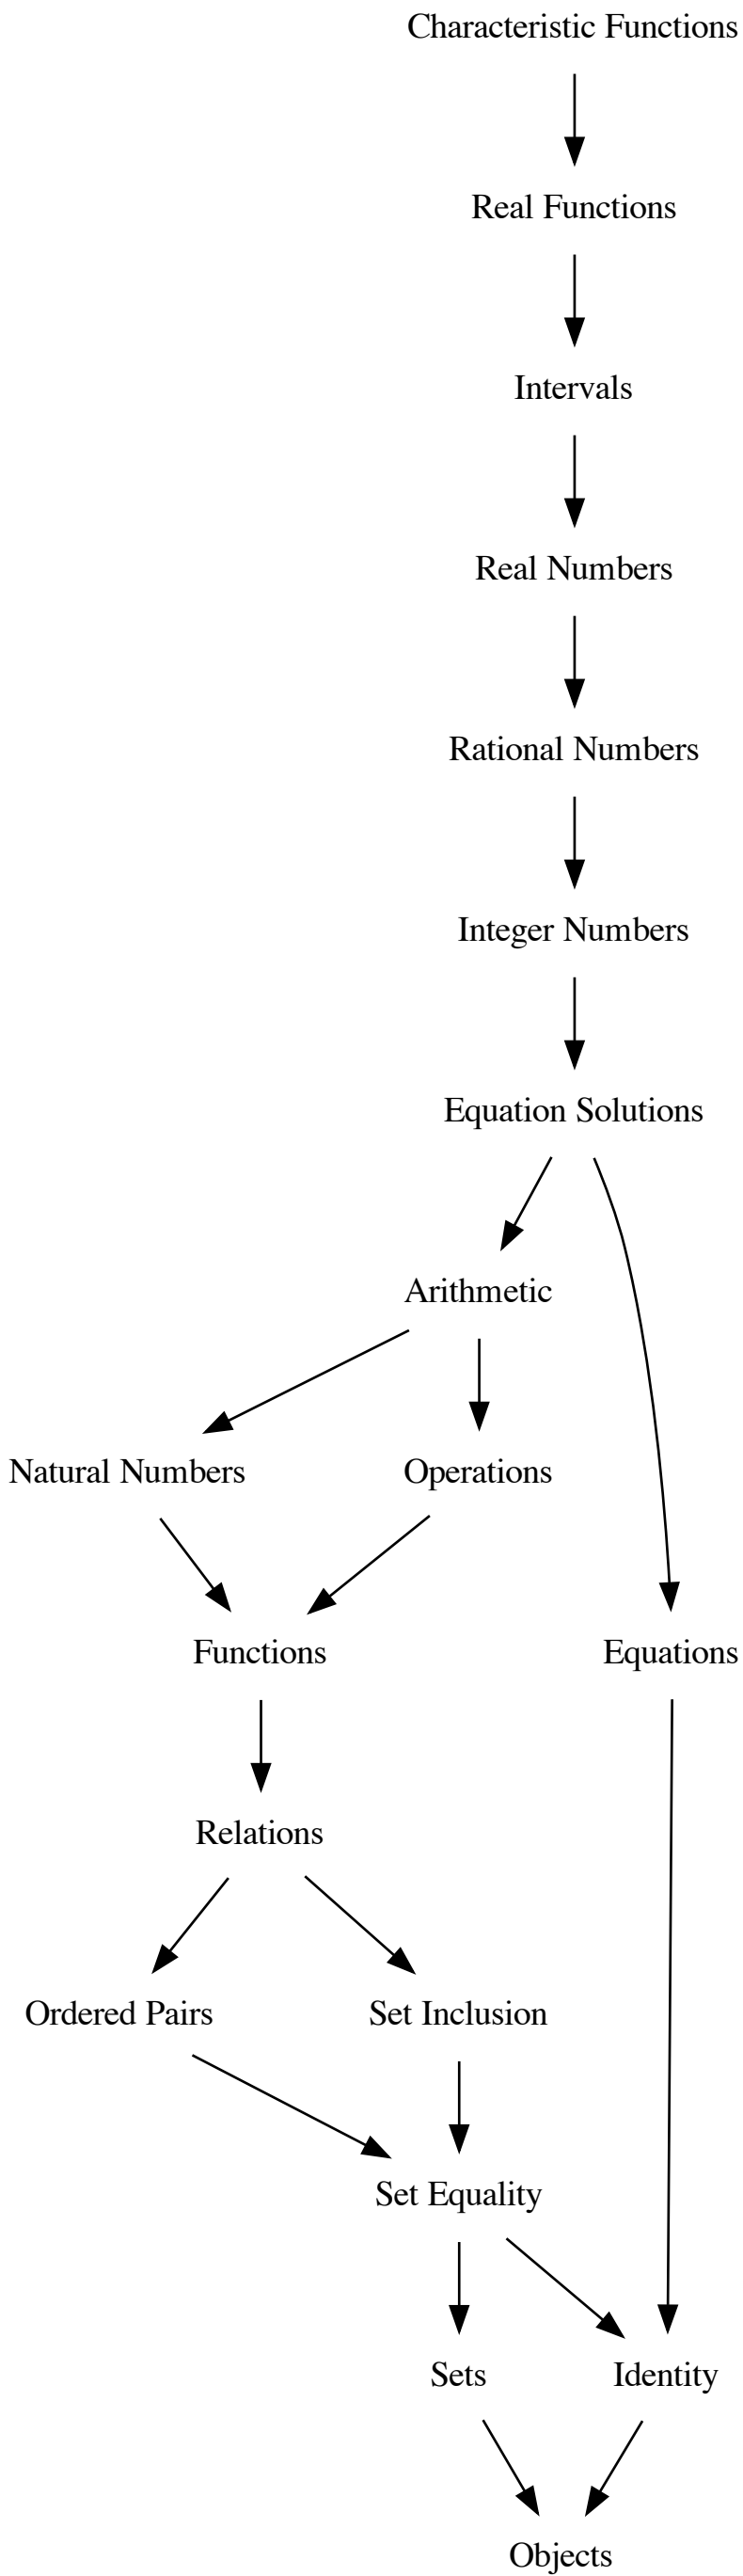 Characteristic Functions
Real Functions
Intervals
Real Numbers
Rational Numbers
Integer Numbers
Equation Solutions
Arithmetic
Natural Numbers
Operations
Functions
Equations
Relations
Ordered Pairs
Set Inclusion
Set Equality
Sets
Identity
Objects